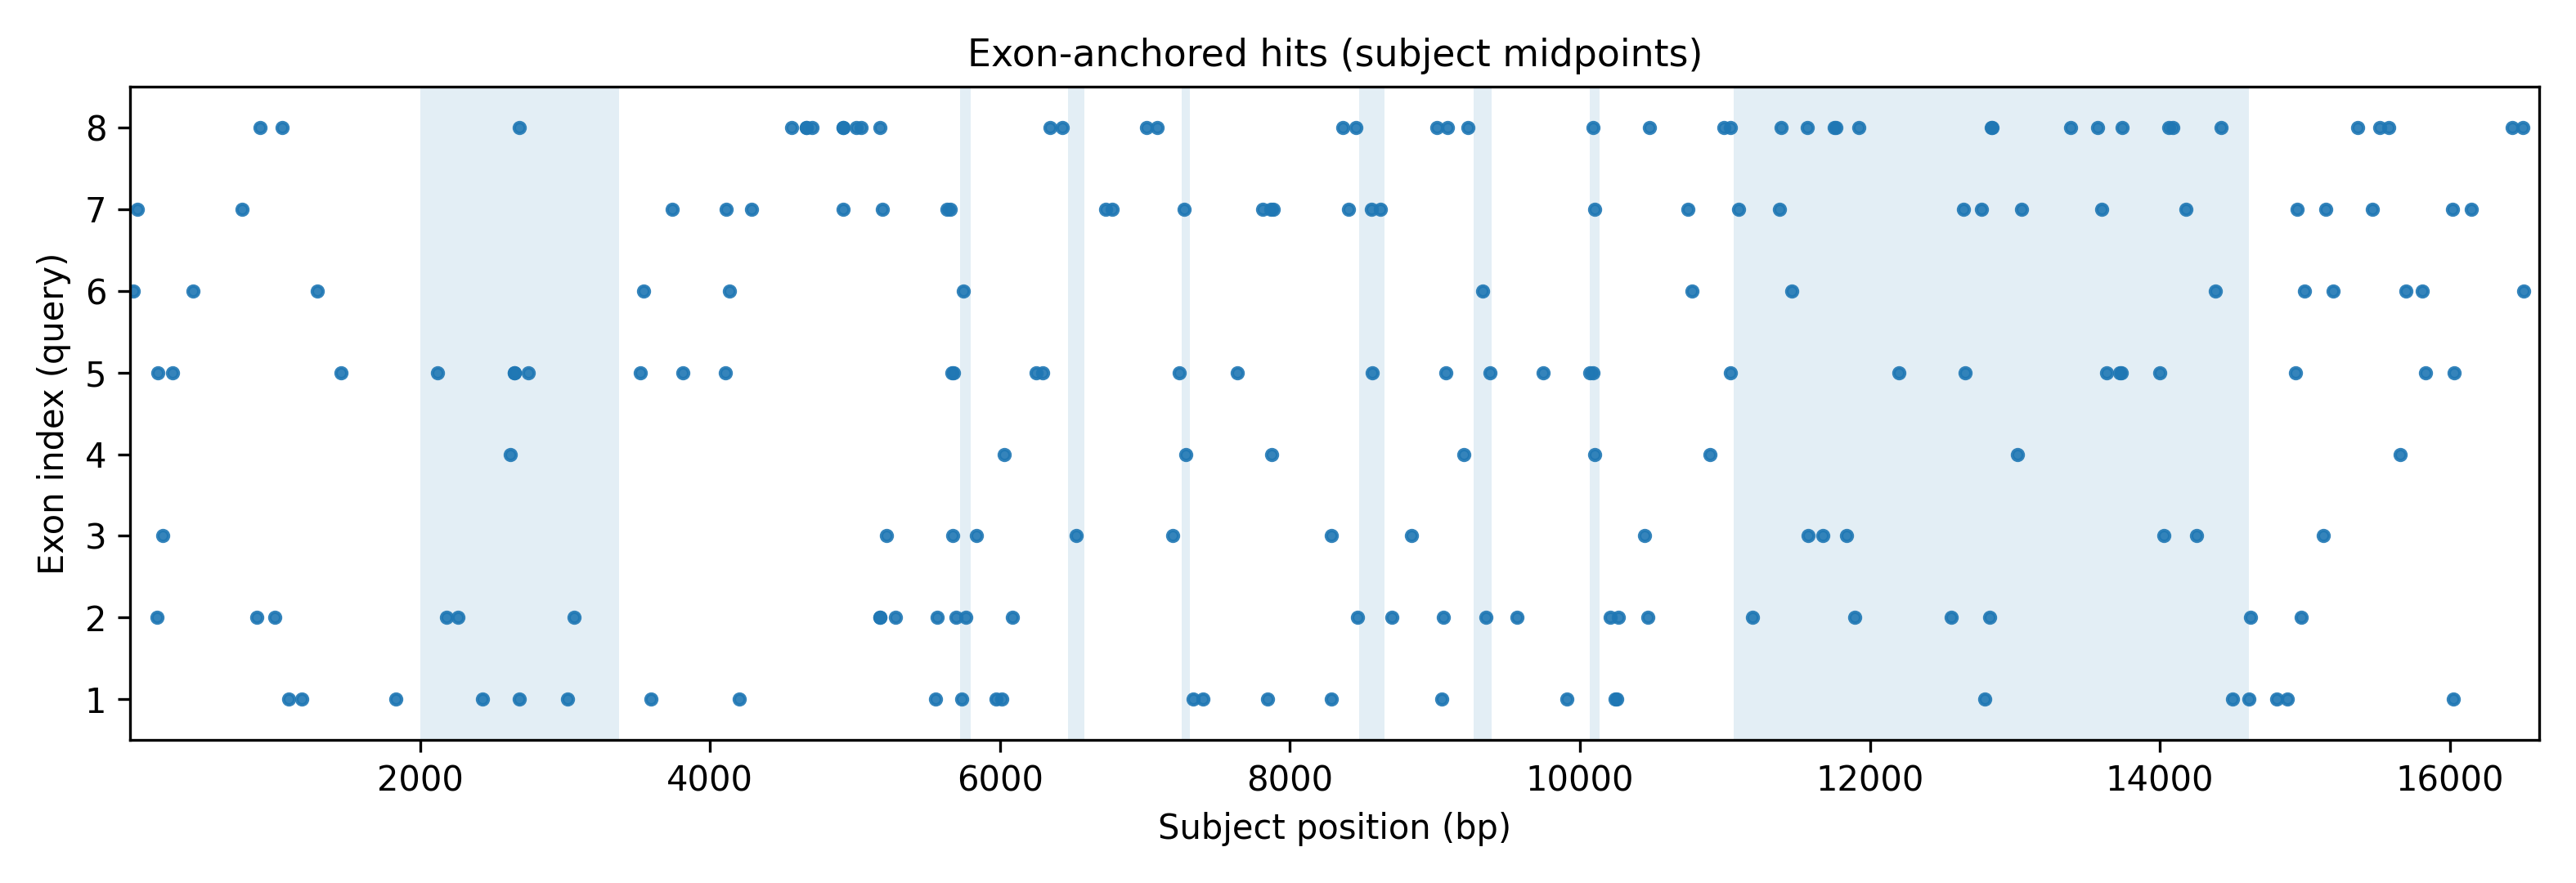 Exon-anchored hits (subject midpoints)
Exon index (query)
8
7
6
5
4
3
2
1
2000 4000 6000 8000 10000 12000 14000 16000
Subject position (bp)